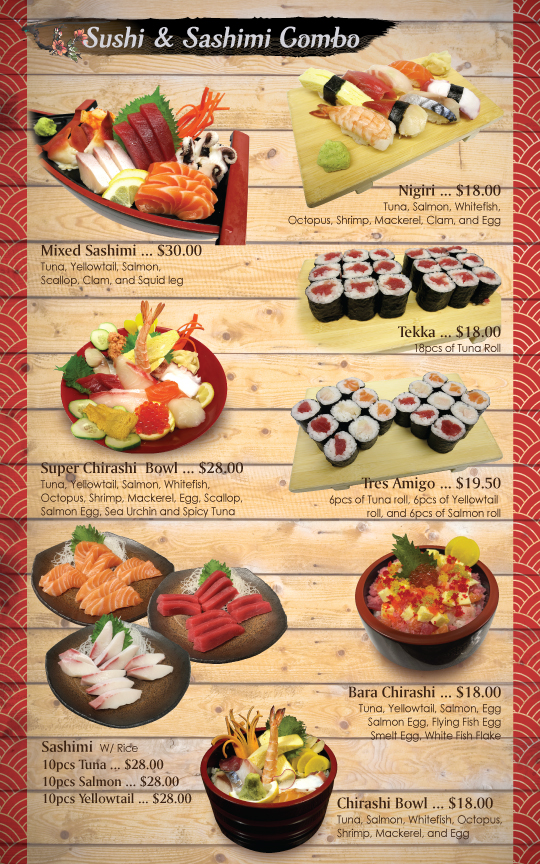 Sushi & Sashimi Combo
Nigiri ... $18.00
Tuna, Salmon, Whitefish,
Octopus, Shrimp, Mackerel, Clam, and Egg
Mixed Sashimi ... $30.00
Tuna, Yellowtail, Salmon,
Scallop, Clam, and Squid leg
Tekka ... $18.00
18pcs of Tuna Roll
Super Chirashi Bowl ... $28.00
Tuna, Yellowtail, Salmon, Whitefish,
Octopus, Shrimp, Mackerel, Egg, Scallop,
Salmon Egg, Sea Urchin and Spicy Tuna
Tres Amigo ... $19.50
6pcs of Tuna roll, 6pcs of Yellowtail
roll, and 6pcs of Salmon roll
Bara Chirashi ... $18.00
Tuna, Yellowtail, Salmon, Egg
Salmon Egg, Flying Fish Egg
Smelt Egg, White Fish Flake
Sashimi W/ Rice
10pcs Tuna ... $28.00
10pcs Salmon ... $28.00
10pcs Yellowtail ... $28.00
Chirashi Bowl ... $18.00
Tuna, Salmon, Whitefish, Octopus,
Shrimp, Mackerel, and Egg